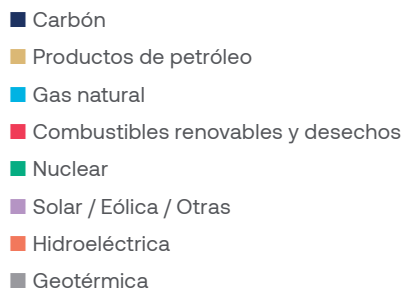 Carbón
Productos de petróleo
Gas natural
Combustibles renovables y desechos
Nuclear
Solar / Eólica / Otras
Hidroeléctrica
Geotérmica